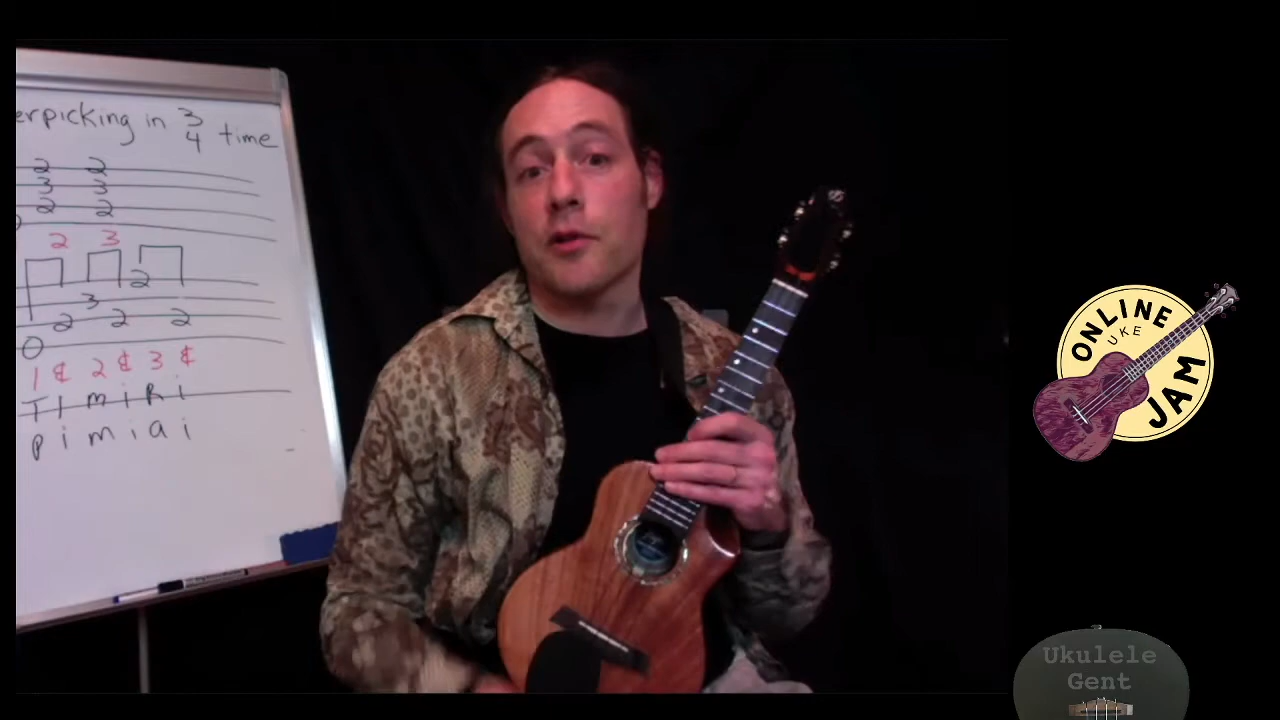 erpicking in 3/4 time
2 2
3 3
2 2
2 3
2
3
2 2 2
0
1 & 2 & 3 &
T I m i R i
p i m i a i
ONLINE
UKE
JAM
Ukulele
Gent